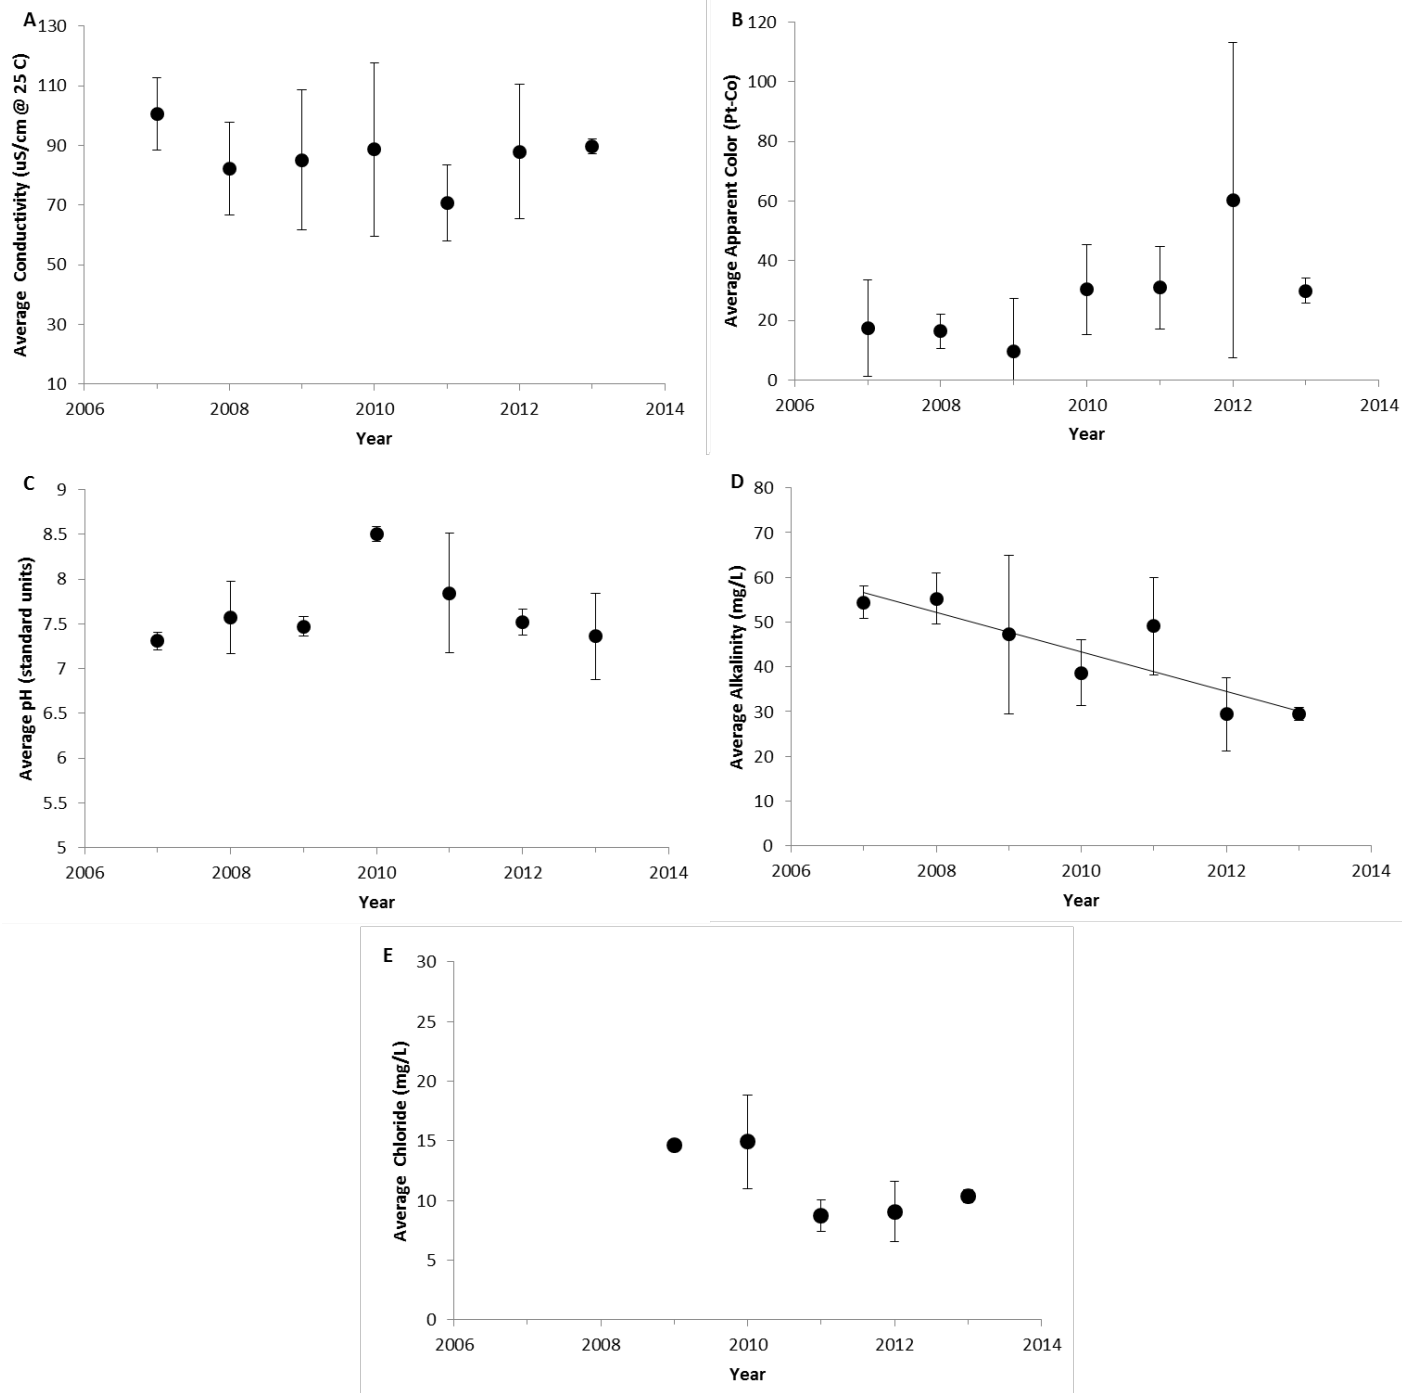 A
130
110
90
70
50
30
10
Average Conductivity (uS/cm @ 25 C)
2006 2008 2010 2012 2014
Year
B
120
100
80
60
40
20
0
Average Apparent Color (Pt-Co)
2006 2008 2010 2012 2014
Year
C
9
8.5
8
7.5
7
6.5
6
5.5
5
Average pH (standard units)
2006 2008 2010 2012 2014
Year
D
80
70
60
50
40
30
20
10
0
Average Alkalinity (mg/L)
2006 2008 2010 2012 2014
Year
E
30
25
20
15
10
5
0
Average Chloride (mg/L)
2006 2008 2010 2012 2014
Year